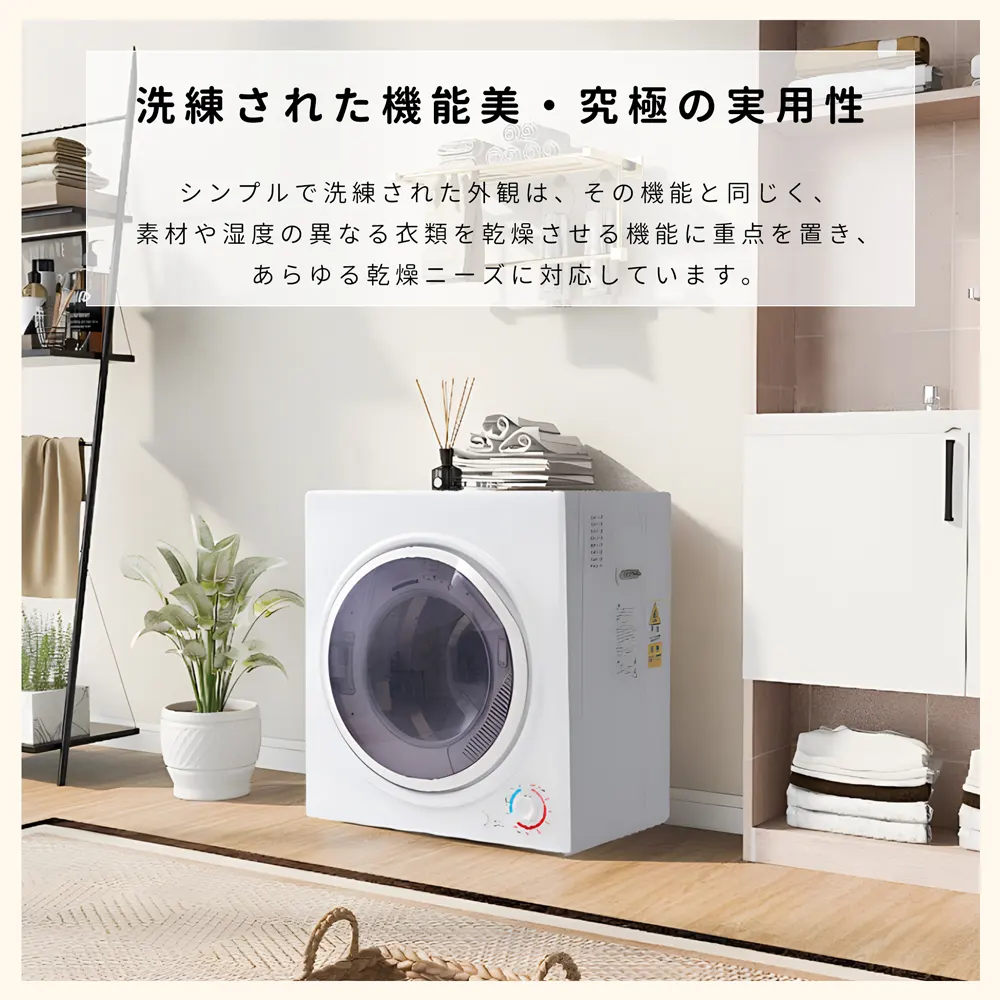 洗練された機能美・究極の実用性
シンプルで洗練された外観は、その機能と同じく、
素材や湿度の異なる衣類を乾燥させる機能に重点を置き、
あらゆる乾燥ニーズに対応しています。